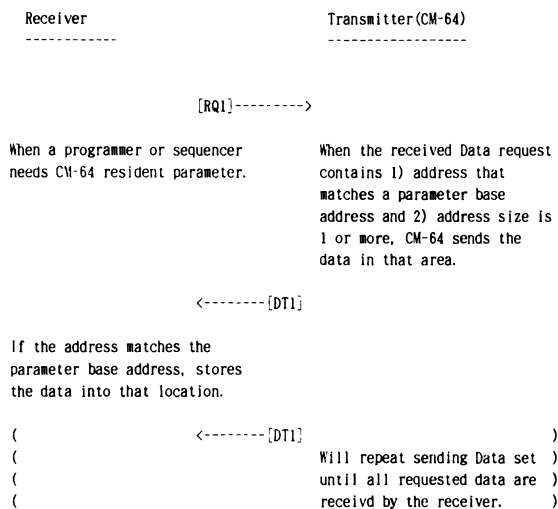 Receiver Transmitter(CM-64)
------------ ------------------
[RQ1]--------->
When a programmer or sequencer When the received Data request
needs CM-64 resident parameter. contains 1) address that
matches a parameter base
address and 2) address size is
1 or more, CM-64 sends the
data in that area.
<--------[DT1]
If the address matches the
parameter base address, stores
the data into that location.
( <--------[DT1] )
( Will repeat sending Data set )
( until all requested data are )
( receivd by the receiver. )